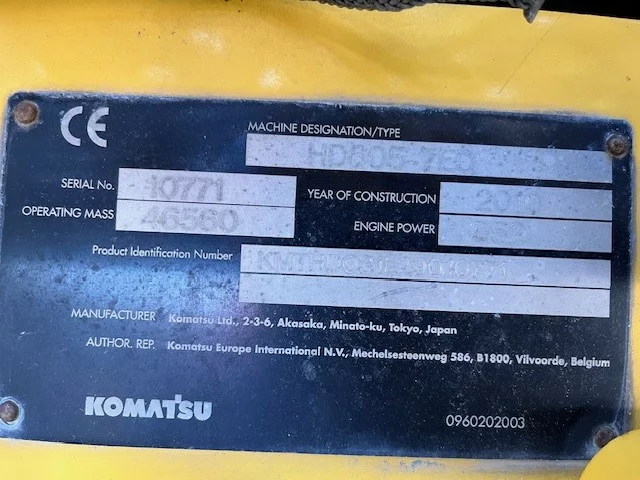 CE
MACHINE DESIGNATION/TYPE
HD605-7E0
SERIAL No. 10771
YEAR OF CONSTRUCTION
OPERATING MASS 46560
ENGINE POWER
Product Identification Number
MANUFACTURER Komatsu Ltd., 2-3-6, Akasaka, Minato-ku, Tokyo, Japan
AUTHOR. REP. Komatsu Europe International N.V., Mechelsesteenweg 586, B1800, Vilvoorde, Belgium
KOMATSU
0960202003